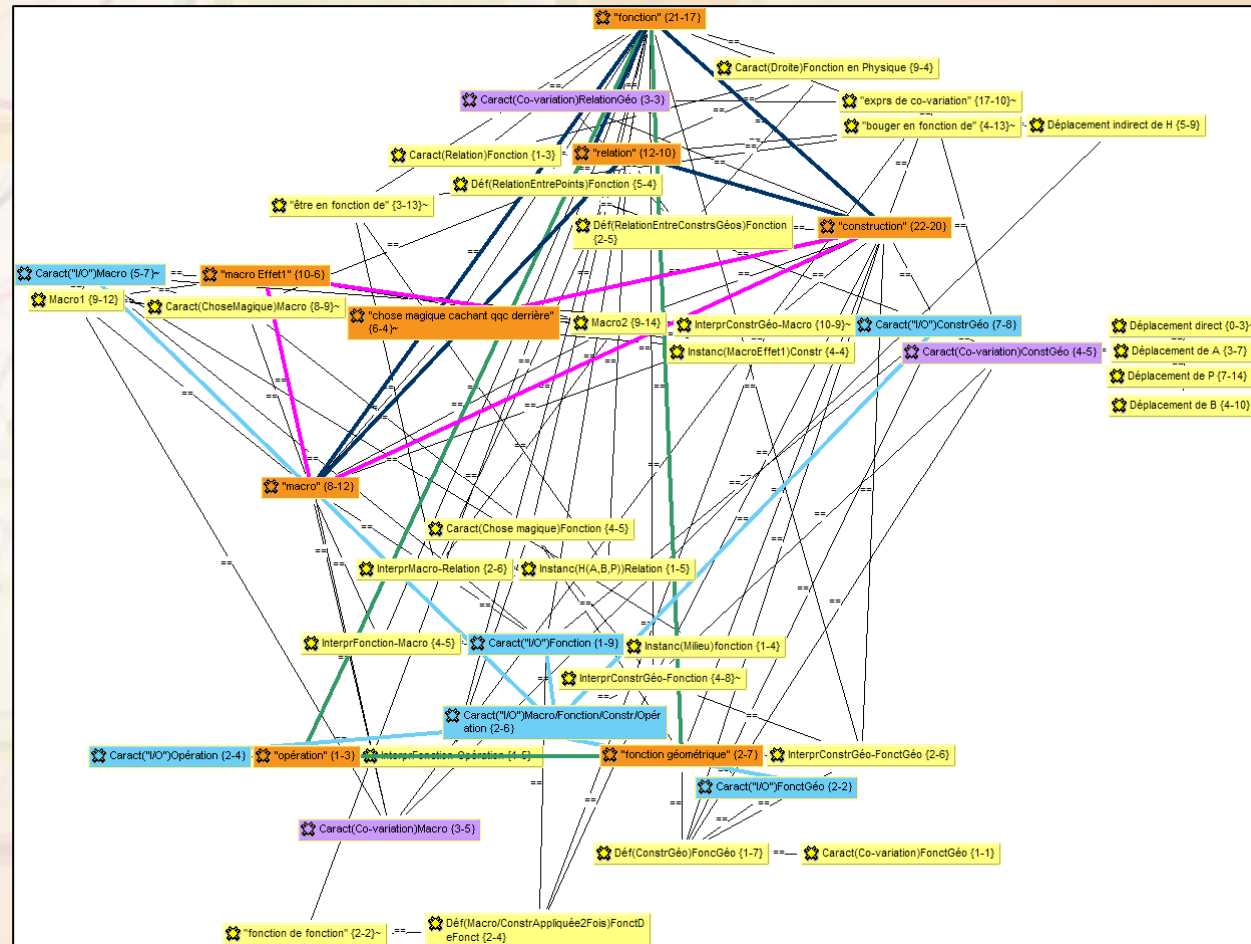 "fonction" {21-17}
Caract(Droite)Fonction en Physique {9-4}
Caract(Co-variation)RelationGéo {3-3}
"exprs de co-variation" {17-10}~
"bouger en fonction de" {4-13}~
Déplacement indirect de H {5-9}
Caract(Relation)Fonction {1-3}
"relation" {12-10}
Déf(RelationEntrePoints)Fonction {5-4}
"être en fonction de" {3-13}~
Déf(RelationEntreConstrsGéos)Fonction
{2-5}
"construction" {22-20}
Caract("I/O")Macro {5-7}~
"macro Effet1" {10-6}
Macro1 {9-12}
Caract(ChoseMagique)Macro {8-9}~
"chose magique cachant qqc derrière"
{6-4}~
Macro2 {9-14}
InterprConstrGéo-Macro {10-9}~
Caract("I/O")ConstrGéo {7-8}
Déplacement direct {0-3}~
Instanc(MacroEffet1)Constr {4-4}
Caract(Co-variation)ConstGéo {4-5}
Déplacement de A {3-7}
Déplacement de P {7-14}
Déplacement de B {4-10}
"macro" {8-12}
Caract(Chose magique)Fonction {4-5}
InterprMacro-Relation {2-6}
Instanc(H(A,B,P))Relation {1-5}
InterprFonction-Macro {4-5}
Caract("I/O")Fonction {1-9}
Instanc(Milieu)fonction {1-4}
InterprConstrGéo-Fonction {4-8}~
Caract("I/O")Macro/Fonction/Constr/Opér
ation {2-6}
Caract("I/O")Opération {2-4}
"opération" {1-3}
InterprFonction-Opération {1-5}
"fonction géométrique" {2-7}
InterprConstrGéo-FonctGéo {2-6}
Caract("I/O")FonctGéo {2-2}
Caract(Co-variation)Macro {3-5}
Déf(ConstrGéo)FoncGéo {1-7}
Caract(Co-variation)FonctGéo {1-1}
"fonction de fonction" {2-2}~
Déf(Macro/ConstrAppliquée2Fois)FonctD
eFonct {2-4}